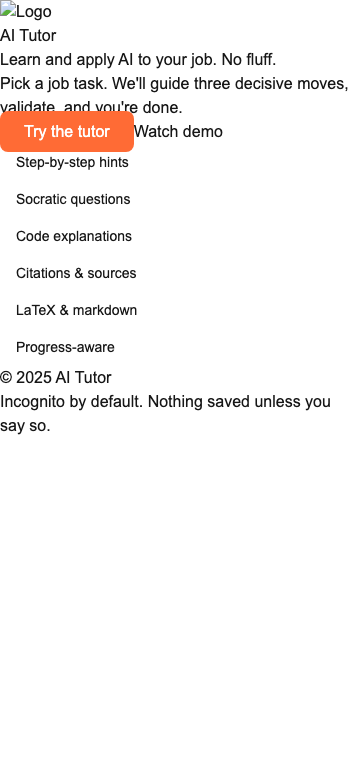 Logo
AI Tutor
Learn and apply AI to your job. No fluff.
Pick a job task. We'll guide three decisive moves,
validate, and you're done.
Try the tutor Watch demo
Step-by-step hints
Socratic questions
Code explanations
Citations & sources
LaTeX & markdown
Progress-aware
© 2025 AI Tutor
Incognito by default. Nothing saved unless you
say so.